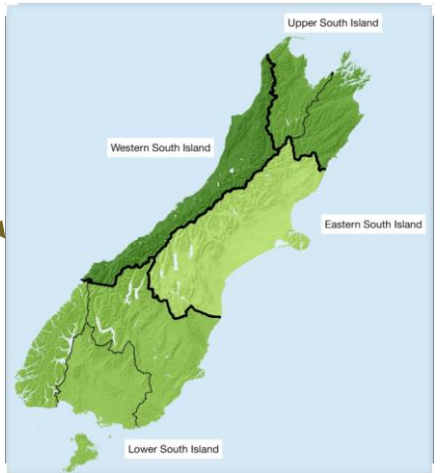 Upper South Island
Western South Island
Eastern South Island
Lower South Island